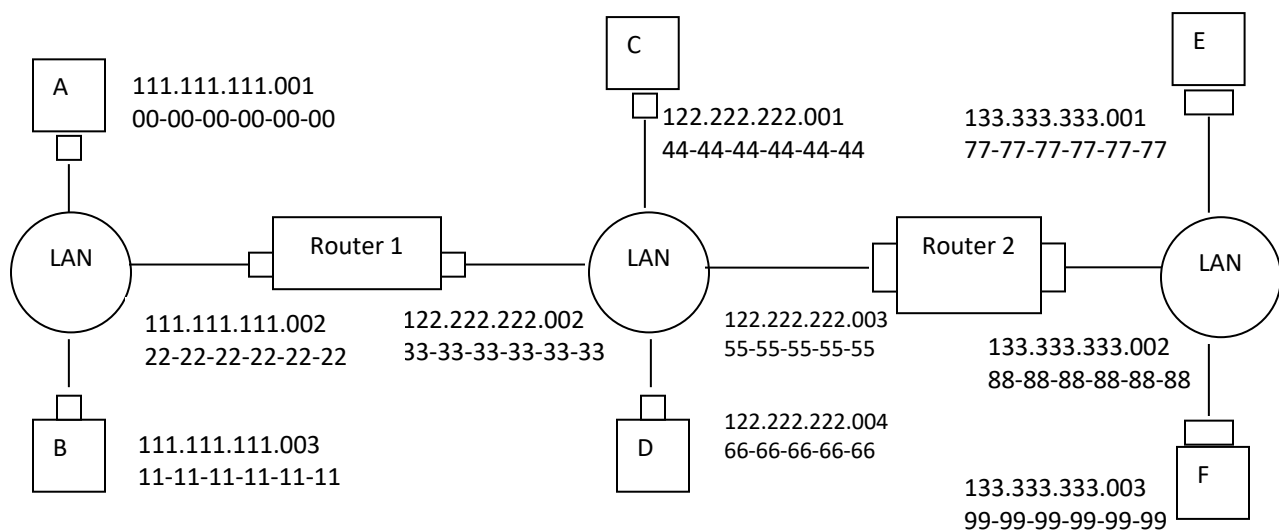 A
111.111.111.001
00-00-00-00-00-00
C
122.222.222.001
44-44-44-44-44-44
E
133.333.333.001
77-77-77-77-77-77
LAN
Router 1
LAN
Router 2
LAN
111.111.111.002
22-22-22-22-22-22
122.222.222.002
33-33-33-33-33-33
122.222.222.003
55-55-55-55-55
133.333.333.002
88-88-88-88-88-88
B
111.111.111.003
11-11-11-11-11-11
D
122.222.222.004
66-66-66-66-66
F
133.333.333.003
99-99-99-99-99-99